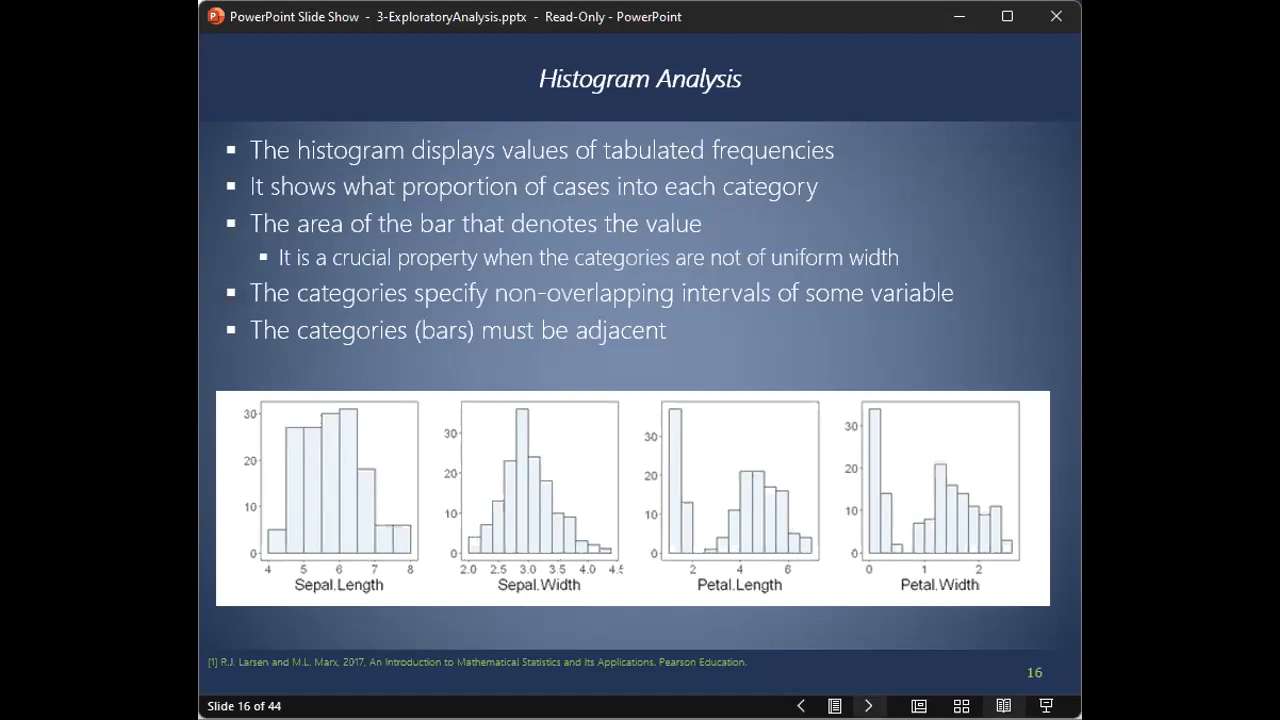 PowerPoint Slide Show - 3-ExploratoryAnalysis.pptx - Read-Only - PowerPoint
Histogram Analysis
▪ The histogram displays values of tabulated frequencies
▪ It shows what proportion of cases into each category
▪ The area of the bar that denotes the value
▪ It is a crucial property when the categories are not of uniform width
▪ The categories specify non-overlapping intervals of some variable
▪ The categories (bars) must be adjacent
30
20
10
0
4 5 6 7 8
Sepal.Length
30
20
10
0
2.0 2.5 3.0 3.5 4.0 4.5
Sepal.Width
30
20
10
0
2 4 6
Petal.Length
30
20
10
0
0 1 2
Petal.Width
[1] R.J. Larsen and M.L. Marx, 2017, An Introduction to Mathematical Statistics and Its Applications. Pearson Education.
16
Slide 16 of 44